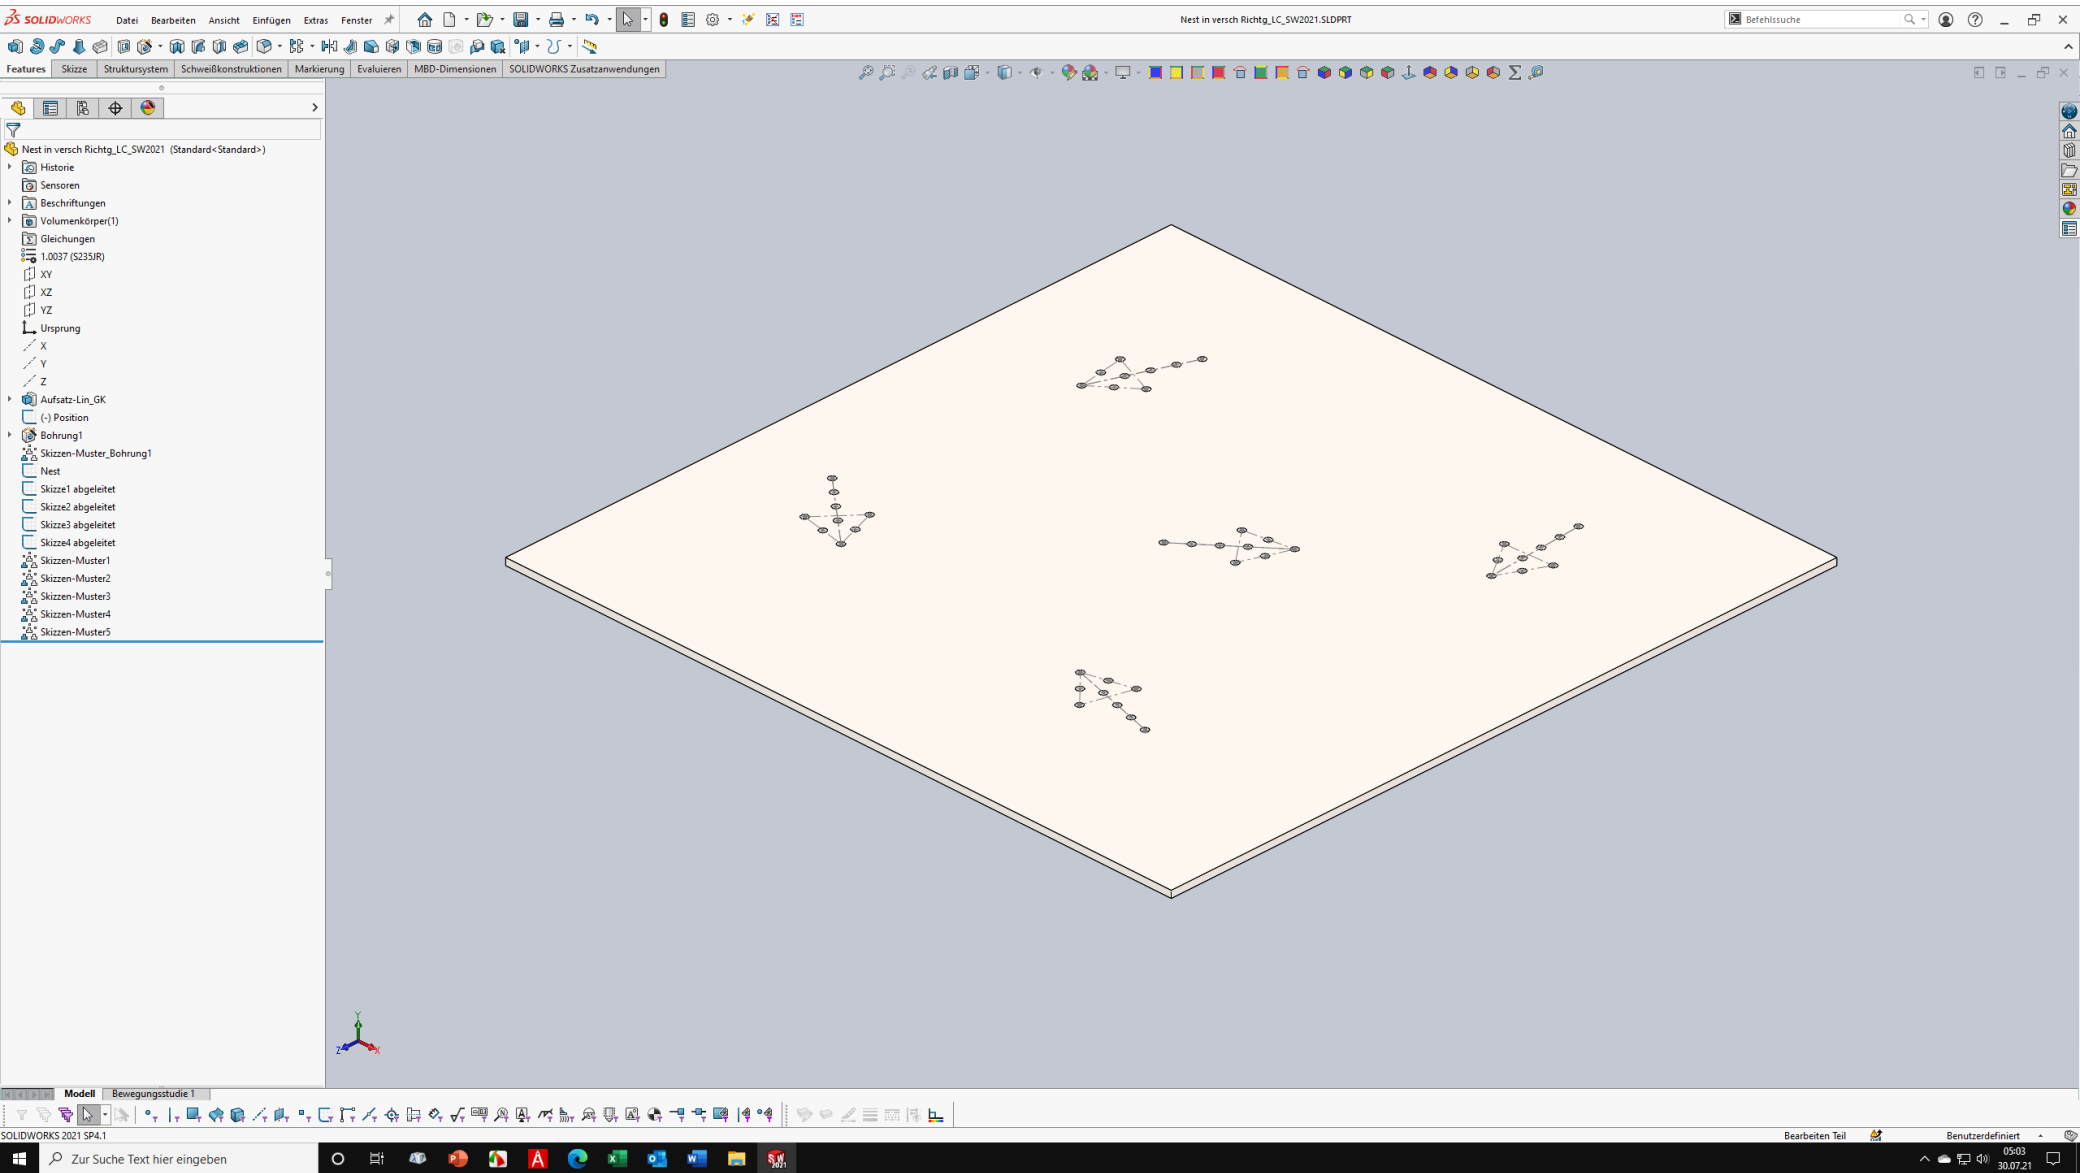 SOLIDWORKS
Datei Bearbeiten Ansicht Einfügen Extras Fenster
Nest in versch Richtg_LC_SW2021.SLDPRT
Befehlssuche
Features Skizze Struktursystem Schweißkonstruktionen Markierung Evaluieren MBD-Dimensionen SOLIDWORKS Zusatzanwendungen
Nest in versch Richtg_LC_SW2021 (Standard<Standard>)
Historie
Sensoren
Beschriftungen
Volumenkörper(1)
Gleichungen
1.0037 (S235JR)
XY
XZ
YZ
Ursprung
X
Y
Z
Aufsatz-Lin_GK
(-) Position
Bohrung1
Skizzen-Muster_Bohrung1
Nest
Skizze1 abgeleitet
Skizze2 abgeleitet
Skizze3 abgeleitet
Skizze4 abgeleitet
Skizzen-Muster1
Skizzen-Muster2
Skizzen-Muster3
Skizzen-Muster4
Skizzen-Muster5
Y
Z X
Modell Bewegungsstudie 1
SOLIDWORKS 2021 SP4.1
Bearbeiten Teil
Benutzerdefiniert
Zur Suche Text hier eingeben
SW
2021
05:03
30.07.21